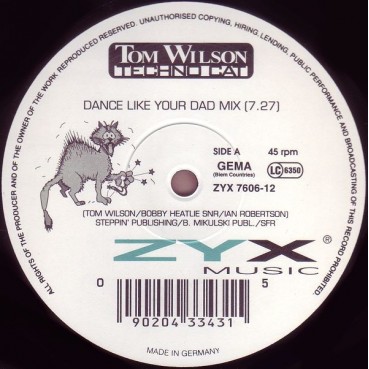 ALL RIGHTS OF THE PRODUCER AND OF THE OWNER OF THE WORK REPRODUCED RESERVED. UNAUTHORISED COPYING, HIRING, LENDING, PUBLIC PERFORMANCE AND BROADCASTING OF THIS RECORD PROHIBITED.
TOM WILSON
TECHNO CAT
DANCE LIKE YOUR DAD MIX (7.27)
SIDE A
45 rpm
GEMA
(Biem Countries)
LC 6350
ZYX 7606-12
(TOM WILSON/BOBBY HEATLIE SNR/IAN ROBERTSON)
STEPPIN' PUBLISHING/B. MIKULSKI PUBL./SFR
ZYX®
MUSIC
0 90204 33431 5
MADE IN GERMANY